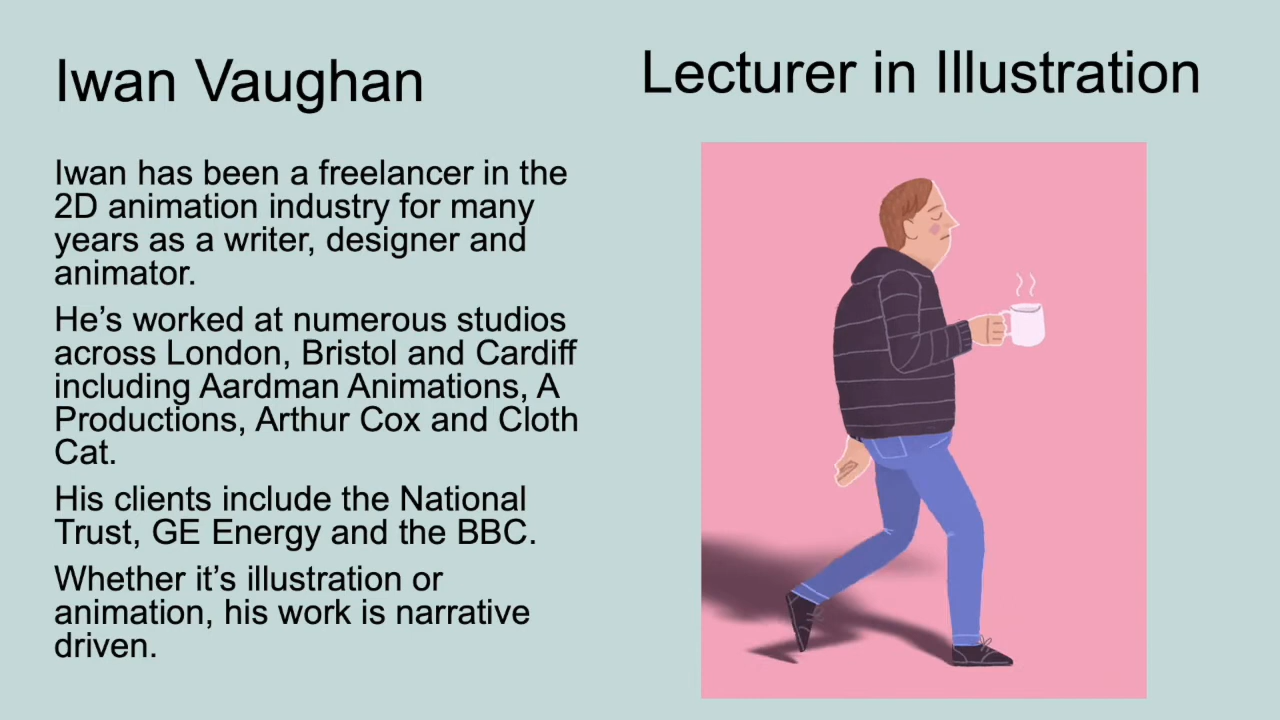 Iwan Vaughan
Lecturer in Illustration
Iwan has been a freelancer in the
2D animation industry for many
years as a writer, designer and
animator.
He’s worked at numerous studios
across London, Bristol and Cardiff
including Aardman Animations, A
Productions, Arthur Cox and Cloth
Cat.
His clients include the National
Trust, GE Energy and the BBC.
Whether it’s illustration or
animation, his work is narrative
driven.